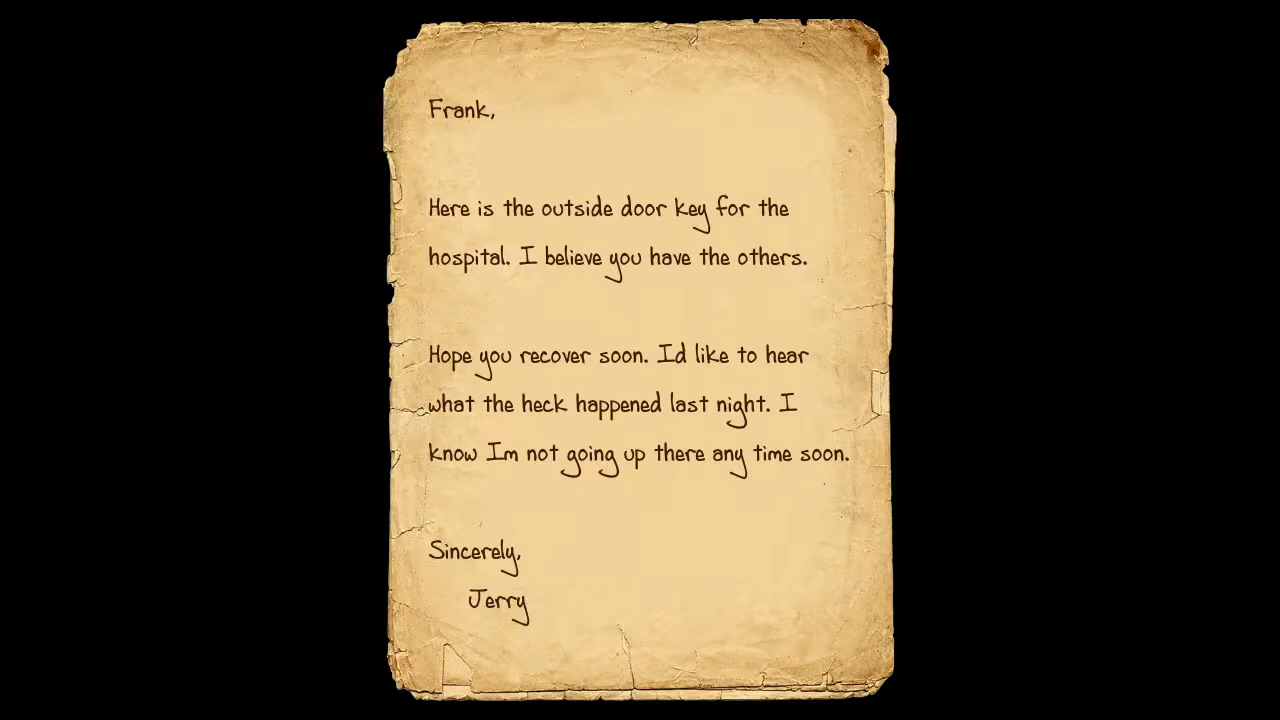 Frank,
Here is the outside door key for the
hospital. I believe you have the others.
Hope you recover soon. Id like to hear
what the heck happened last night. I
know Im not going up there any time soon.
Sincerely,
Jerry